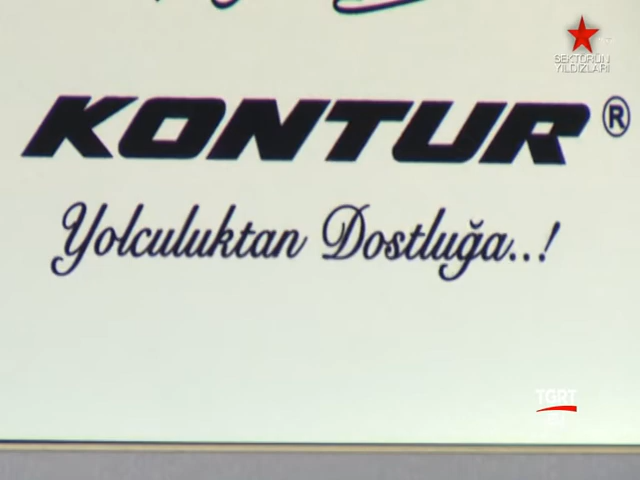 SEKTÖRÜN
YILDIZLARI
KONTUR®
Yolculuktan Dostluğa..!
TGRT